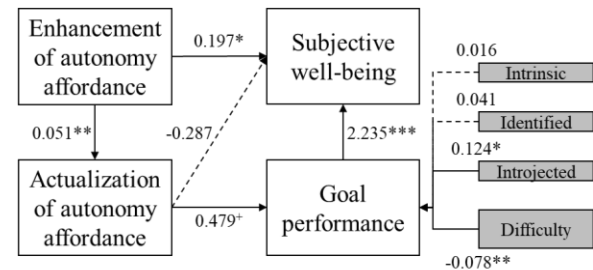 Enhancement
of autonomy
affordance
0.197*
Subjective
well-being
0.016
Intrinsic
0.041
Identified
0.051**
-0.287
2.235***
0.124*
Introjected
Actualization
of autonomy
affordance
0.479⁺
Goal
performance
Difficulty
-0.078**